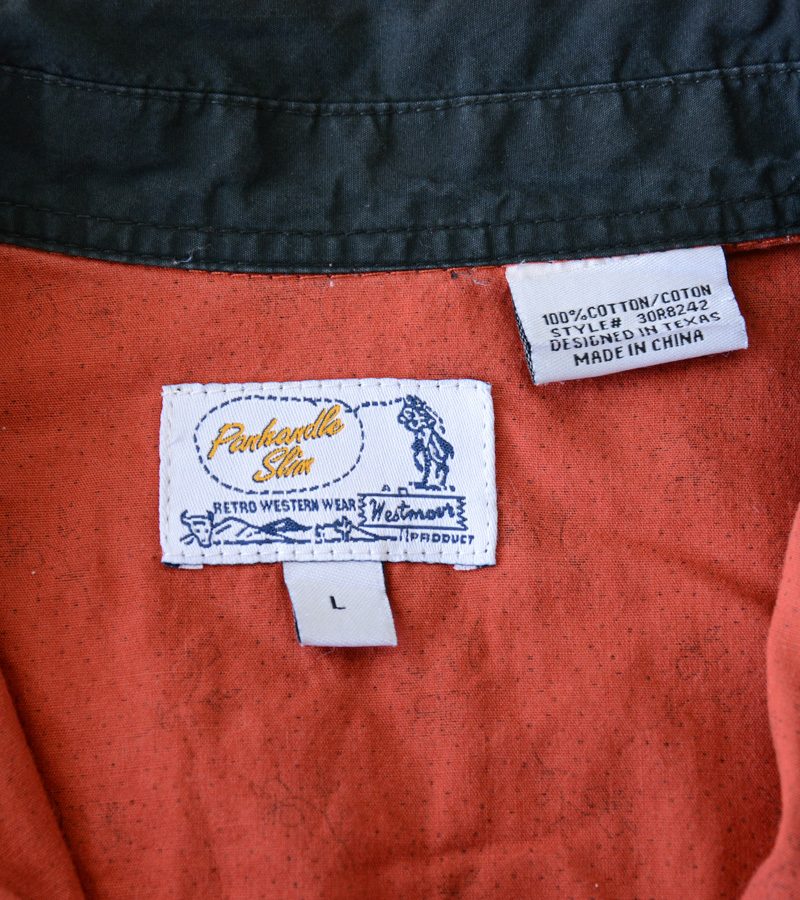 100% COTTON/COTON
STYLE# 30R8242
DESIGNED IN TEXAS
MADE IN CHINA
Panhandle
Slim
RETRO WESTERN WEAR
Westmoor
PRODUCT
L